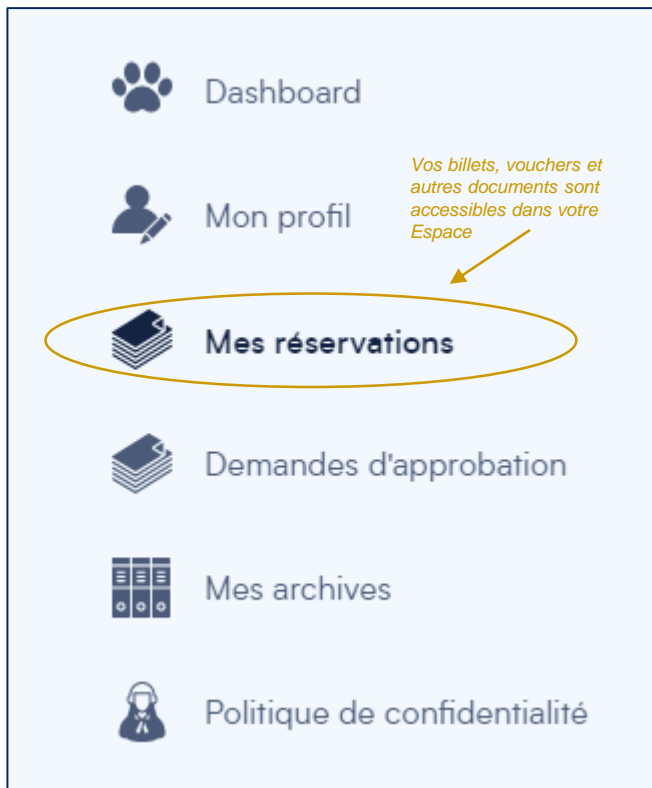 Dashboard
Vos billets, vouchers et
autres documents sont
accessibles dans votre
Espace
Mon profil
Mes réservations
Demandes d'approbation
Mes archives
Politique de confidentialité